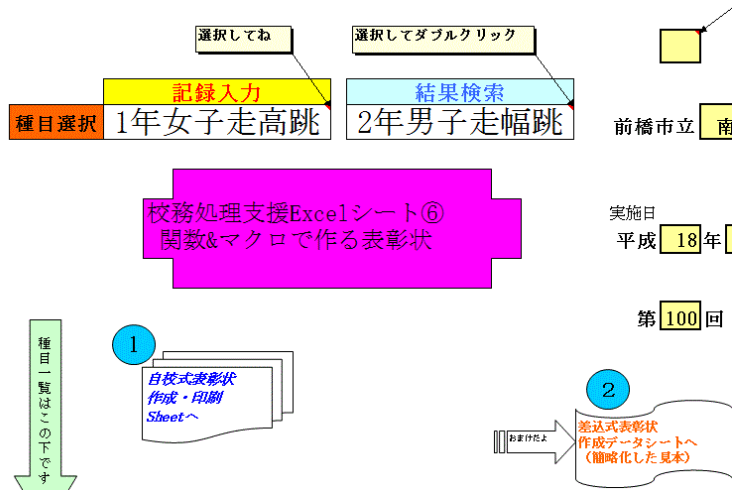 選択してね
選択してダブルクリック
記録入力
結果検索
種目選択
1年女子走高跳
2年男子走幅跳
前橋市立
南
校務処理支援Excelシート⑥
関数&マクロで作る表彰状
実施日
平成 18 年
第 100 回
種目一覧はこの下です
1
自校式表彰状
作成・印刷
Sheetへ
2
おまけだよ
差込式表彰状
作成データシートへ
(簡略化した見本)